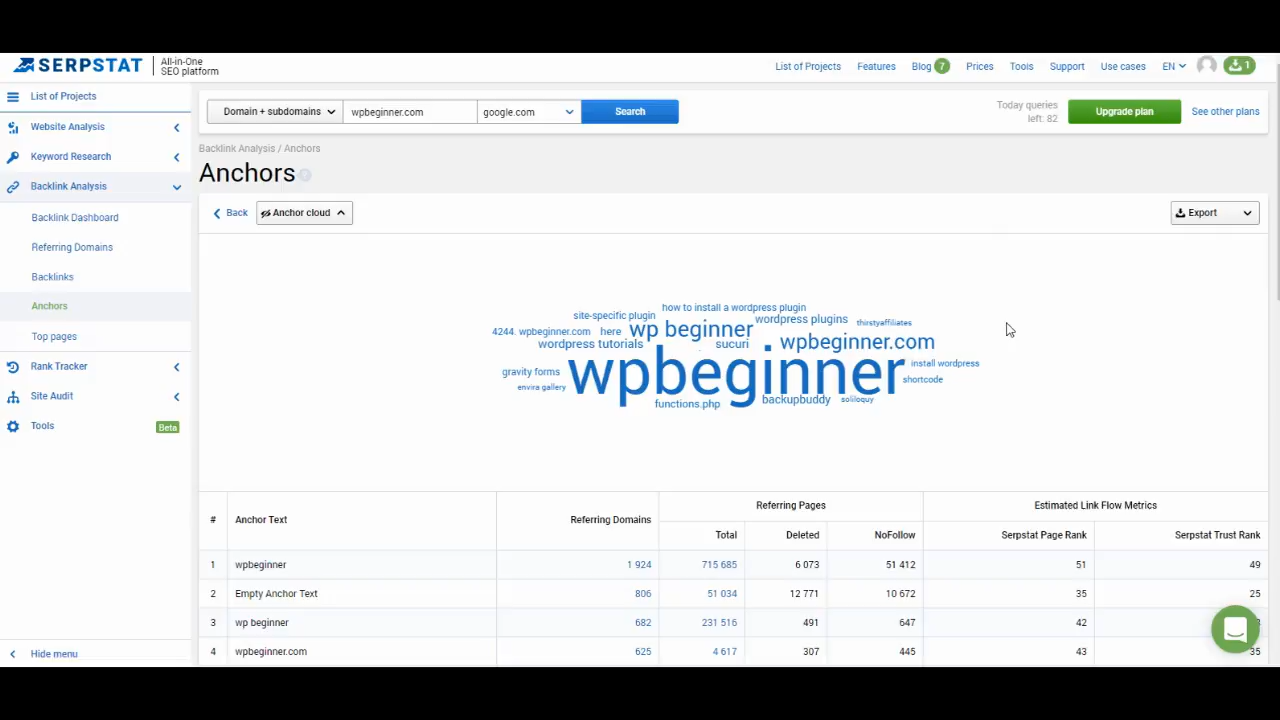 SERPSTAT
All-in-One
SEO platform
List of Projects Features Blog 7 Prices Tools Support Use cases EN 1
List of Projects
Website Analysis
Keyword Research
Backlink Analysis
Backlink Dashboard
Referring Domains
Backlinks
Anchors
Top pages
Rank Tracker
Site Audit
Tools Beta
Hide menu
Domain + subdomains wpbeginner.com google.com Search
Today queries
left: 82
Upgrade plan See other plans
Backlink Analysis / Anchors
Anchors ?
Back Anchor cloud Export
how to install a wordpress plugin
site-specific plugin wordpress plugins thirstyaffiliates
4244. wpbeginner.com here wp beginner
wordpress tutorials sucuri wpbeginner.com
install wordpress
gravity forms wpbeginner shortcode
envira gallery
functions.php backupbuddy soliloquy
# Anchor Text Referring Domains Referring Pages Estimated Link Flow Metrics
Total Deleted NoFollow Serpstat Page Rank Serpstat Trust Rank
1 wpbeginner 1 924 715 685 6 073 51 412 51 49
2 Empty Anchor Text 806 51 034 12 771 10 672 35 25
3 wp beginner 682 231 516 491 647 42
4 wpbeginner.com 625 4 617 307 445 43 35